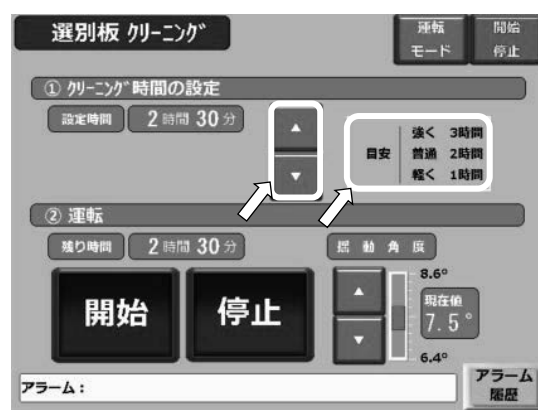 選別板 ｸﾘｰﾆﾝｸﾞ
運転
モード
開始
停止
① ｸﾘｰﾆﾝｸﾞ時間の設定
設定時間 2時間 30分
▲
▼
目安
強く 3時間
普通 2時間
軽く 1時間
② 運転
残り時間 2時間 30分
揺動角度
開始
停止
▲
▼
8.6°
現在値
7.5°
6.4°
アラーム：
アラーム
履歴